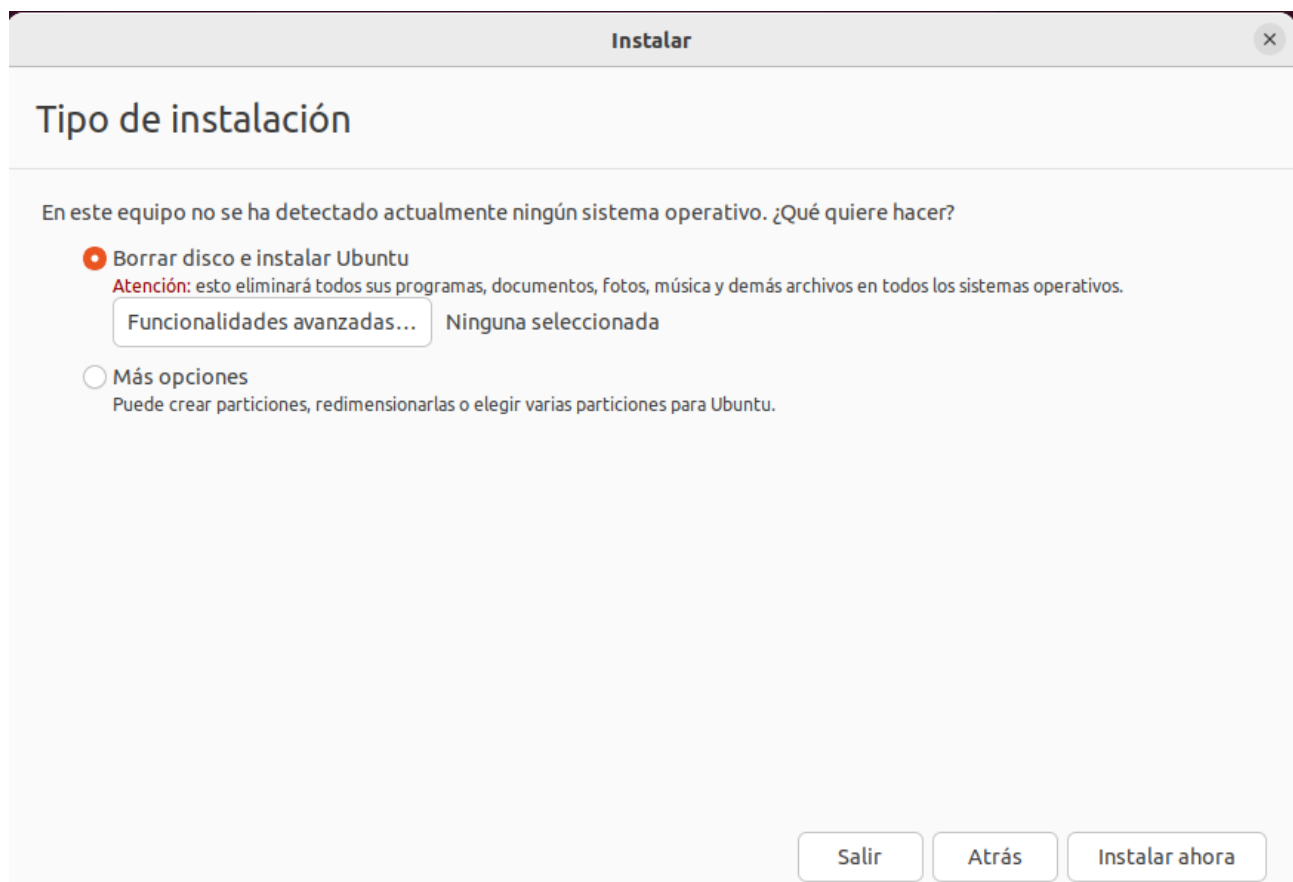 Instalar
Tipo de instalación
En este equipo no se ha detectado actualmente ningún sistema operativo. ¿Qué quiere hacer?
Borrar disco e instalar Ubuntu
Atención: esto eliminará todos sus programas, documentos, fotos, música y demás archivos en todos los sistemas operativos.
Funcionalidades avanzadas... Ninguna seleccionada
Más opciones
Puede crear particiones, redimensionarlas o elegir varias particiones para Ubuntu.
Salir Atrás Instalar ahora